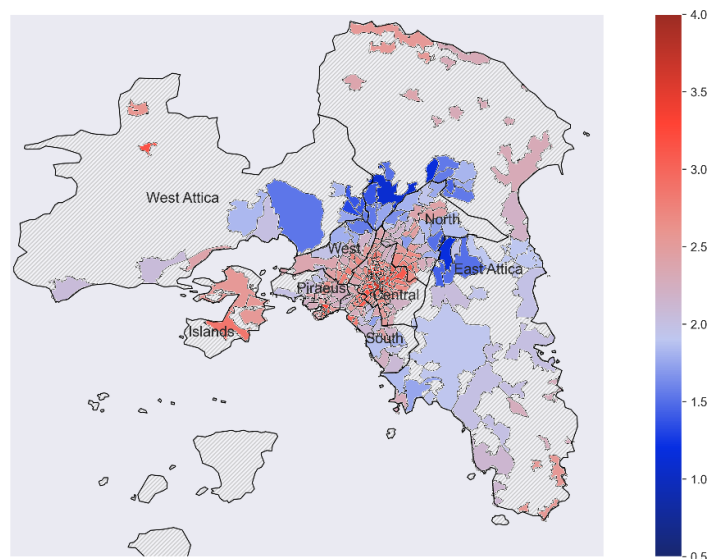 4.0
3.5
3.0
2.5
2.0
1.5
1.0
0.5
West Attica
North
West
East Attica
Piraeus
Central
Islands
South